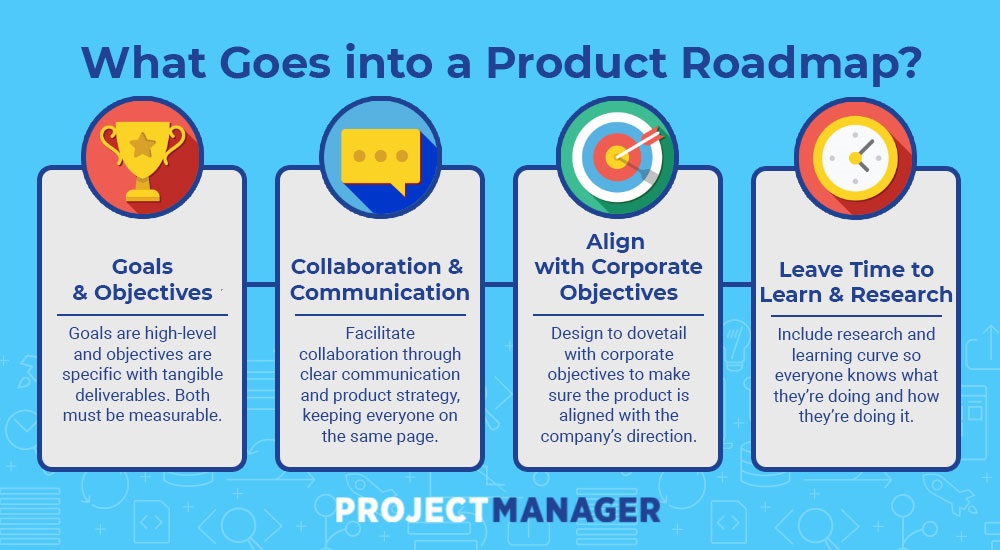 What Goes into a Product Roadmap?
Goals
& Objectives
Goals are high-level
and objectives are
specific with tangible
deliverables. Both
must be measurable.
Collaboration &
Communication
Facilitate
collaboration through
clear communication
and product strategy,
keeping everyone on
the same page.
Align
with Corporate
Objectives
Design to dovetail
with corporate
objectives to make
sure the product is
aligned with the
company's direction.
Leave Time to
Learn & Research
Include research and
learning curve so
everyone knows what
they're doing and how
they're doing it.
PROJECTMANAGER